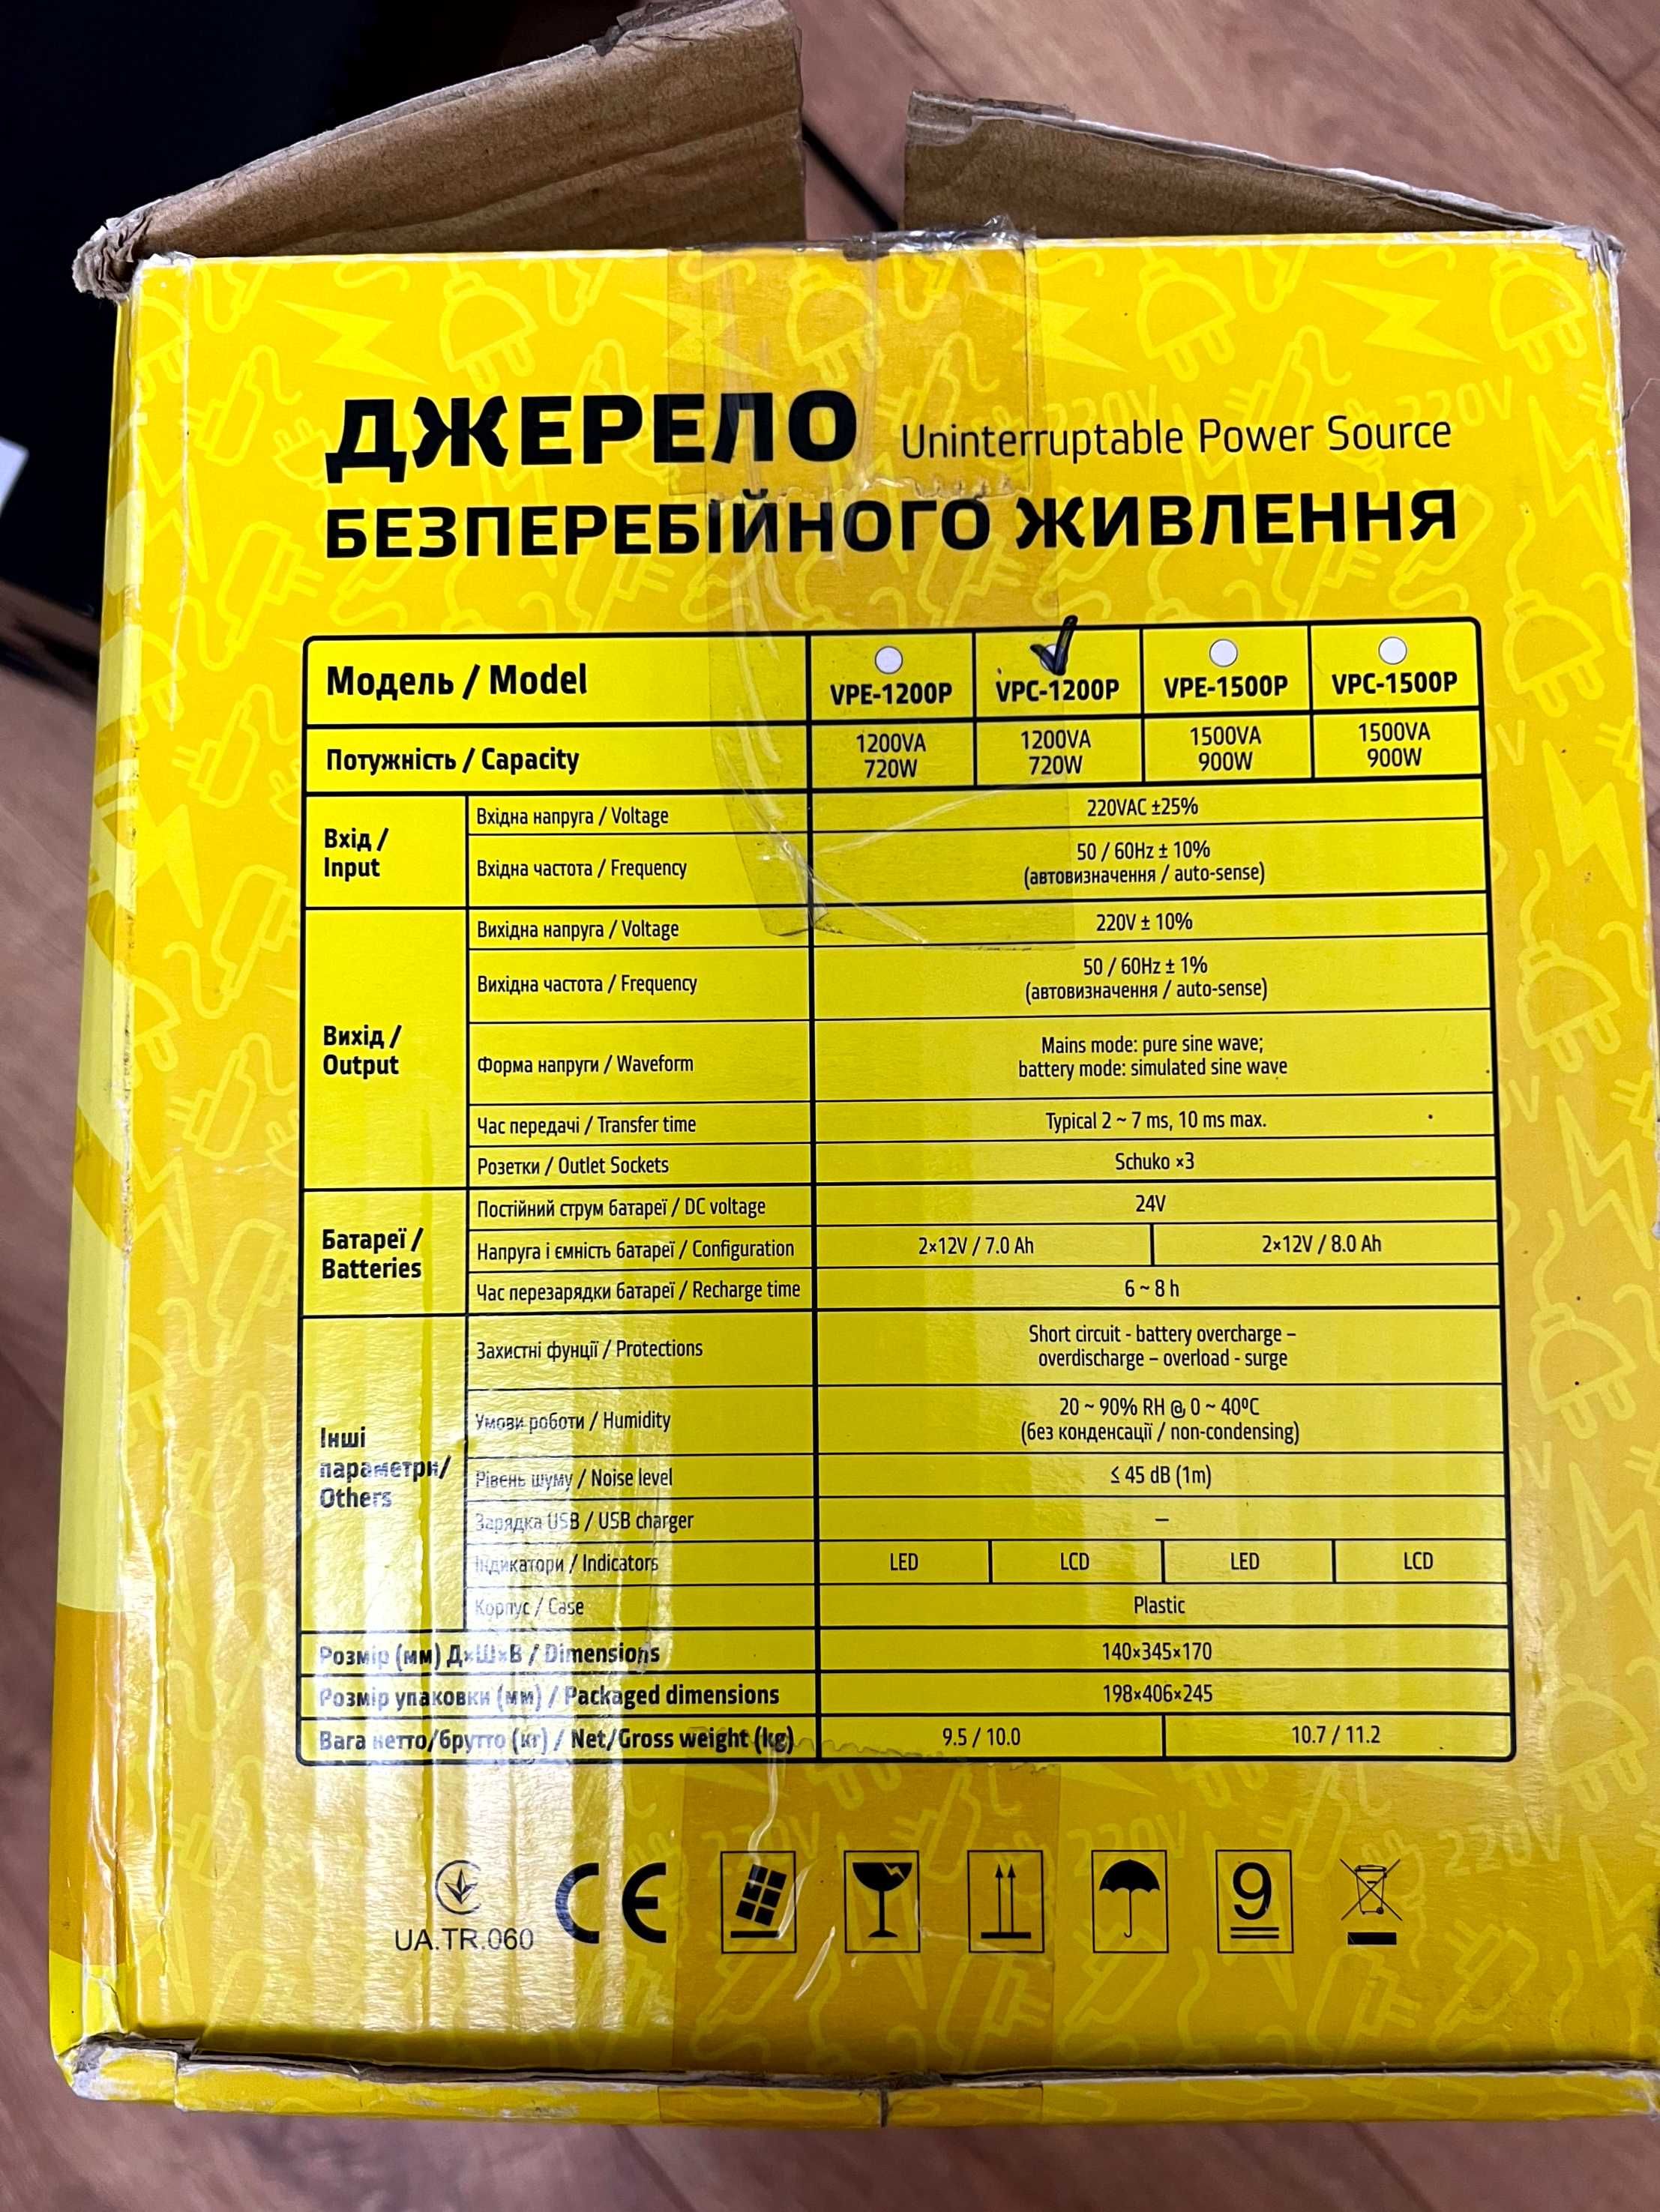 ДЖЕРЕЛО Uninterruptable Power Source
БЕЗПЕРЕБІЙНОГО ЖИВЛЕННЯ
Модель / Model VPE-1200P VPC-1200P VPE-1500P VPC-1500P
Потужність / Capacity 1200VA 720W 1200VA 720W 1500VA 900W 1500VA 900W
Вхід /
Input
Вхідна напруга / Voltage 220VAC ±25%
Вхідна частота / Frequency 50 / 60Hz ± 10%
(автовизначення / auto-sense)
Вихід /
Output
Вихідна напруга / Voltage 220V ± 10%
Вихідна частота / Frequency 50 / 60Hz ± 1%
(автовизначення / auto-sense)
Форма напруги / Waveform Mains mode: pure sine wave;
battery mode: simulated sine wave
Час передачі / Transfer time Typical 2 ~ 7 ms, 10 ms max.
Розетки / Outlet Sockets Schuko ×3
Батареї /
Batteries
Постійний струм батареї / DC voltage 24V
Напруга і ємність батареї / Configuration 2×12V / 7.0 Ah 2×12V / 8.0 Ah
Час перезарядки батареї / Recharge time 6 ~ 8 h
Інші
параметри/
Others
Захистні фунції / Protections Short circuit - battery overcharge –
overdischarge – overload - surge
Умови роботи / Humidity 20 ~ 90% RH @ 0 ~ 40ºC
(без конденсації / non-condensing)
Рівень шуму / Noise level ≤ 45 dB (1m)
Зарядка USB / USB charger –
Індикатори / Indicators LED LCD LED LCD
Корпус / Case Plastic
Розмір (мм) Д×Ш×В / Dimensions 140×345×170
Розмір упаковки (мм) / Packaged dimensions 198×406×245
Вага нетто/брутто (кг) / Net/Gross weight (kg) 9.5 / 10.0 10.7 / 11.2
UA.TR.060 CE 9
220V 220V
220V 220V 220V